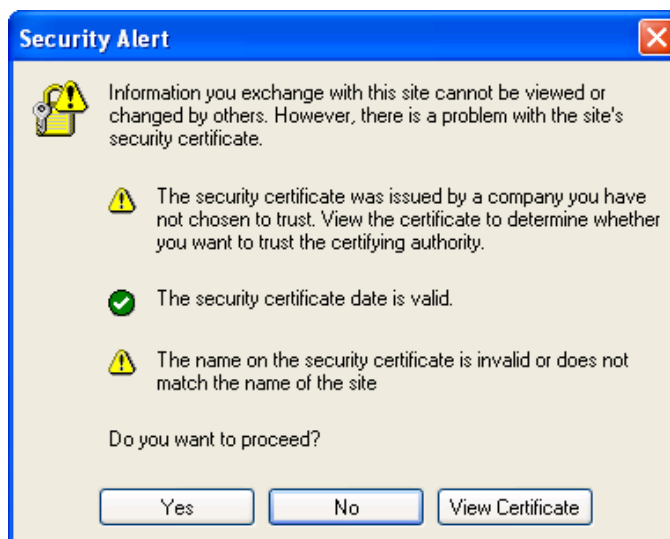 Security Alert
Information you exchange with this site cannot be viewed or
changed by others. However, there is a problem with the site's
security certificate.
The security certificate was issued by a company you have
not chosen to trust. View the certificate to determine whether
you want to trust the certifying authority.
The security certificate date is valid.
The name on the security certificate is invalid or does not
match the name of the site
Do you want to proceed?
Yes
No
View Certificate